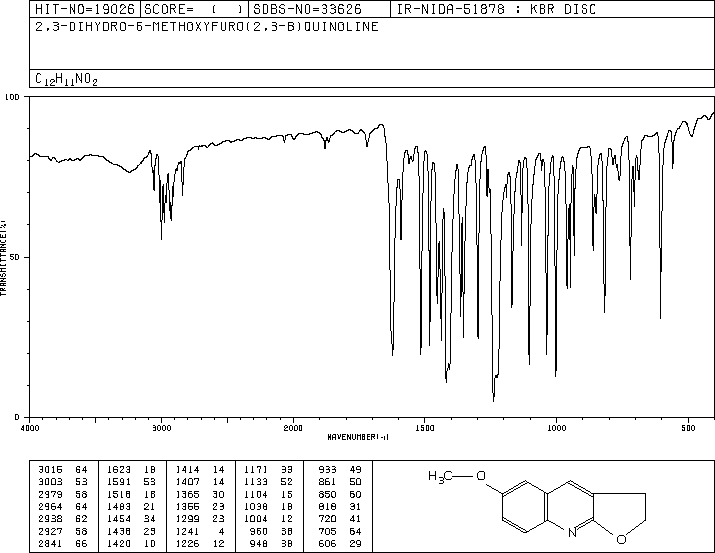 HIT-NO=19026 SCORE= ( ) SDBS-NO=33626 IR-NIDA-51878 : KBR DISC
2,3-DIHYDRO-6-METHOXYFURO(2,3-B)QUINOLINE
C12H11NO2
100
50
0
TRANSMITTANCE(%)
4000 3000 2000 1500 1000 500
WAVENUMBER(-1)
3015 64 1623 18 1414 14 1171 33 933 49
3003 53 1591 53 1407 14 1133 52 861 50
2979 58 1518 18 1365 30 1104 15 850 60
2964 64 1483 21 1355 23 1038 18 818 31
2938 62 1454 34 1299 23 1004 12 720 41
2927 58 1438 23 1241 4 960 38 705 64
2841 66 1420 10 1226 12 948 38 606 29
H3C O
N O